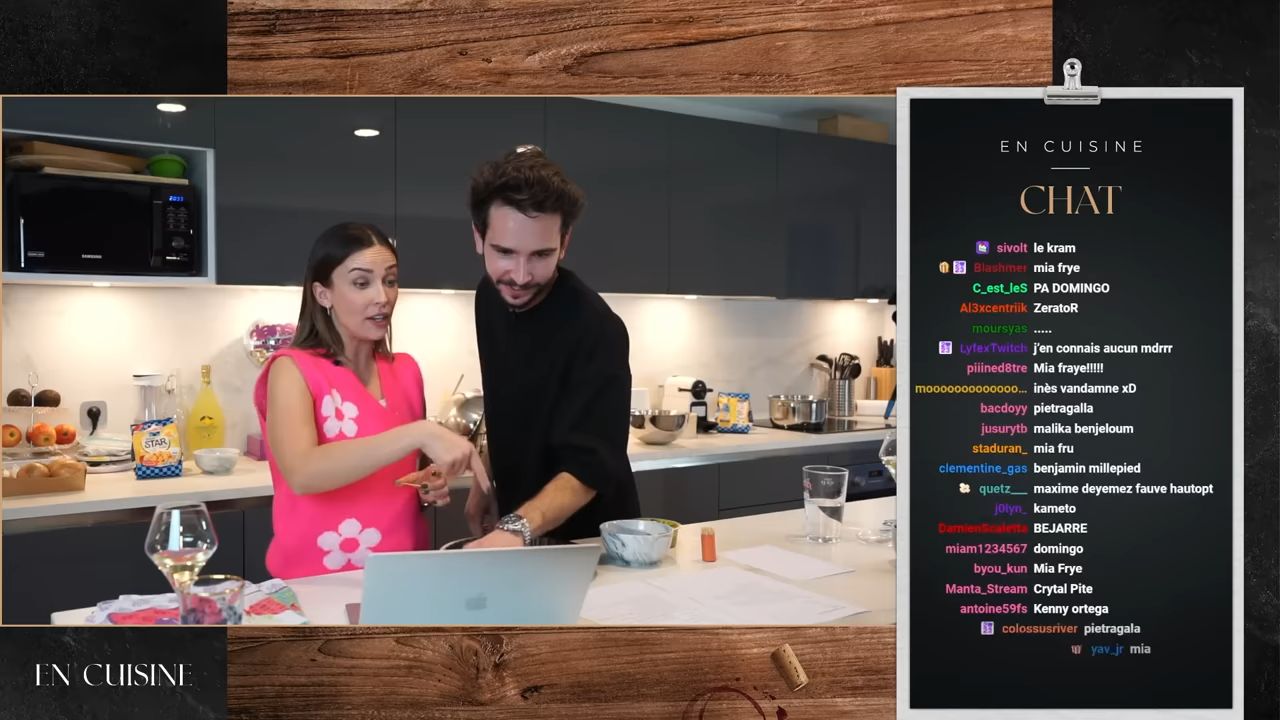 EN CUISINE
CHAT
sivolt le kram
Blashmer mia frye
C_est_leS PA DOMINGO
Al3xcentriik ZeratoR
moursyas .....
LyfexTwitch j'en connais aucun mdrrr
piiined8tre Mia fraye!!!!!
moooooooooooo... inès vandamne xD
bacdoyy pietragalla
jusurytb malika benjeloum
staduran_ mia fru
clementine_gas benjamin millepied
quetz___ maxime deyemez fauve hautopt
j0lyn_ kameto
DamienScaletta BEJARRE
miam1234567 domingo
byou_kun Mia Frye
Manta_Stream Crytal Pite
antoine59fs Kenny ortega
colossusriver pietragala
yav_jr mia
SAMSUNG
STAR
EN CUISINE